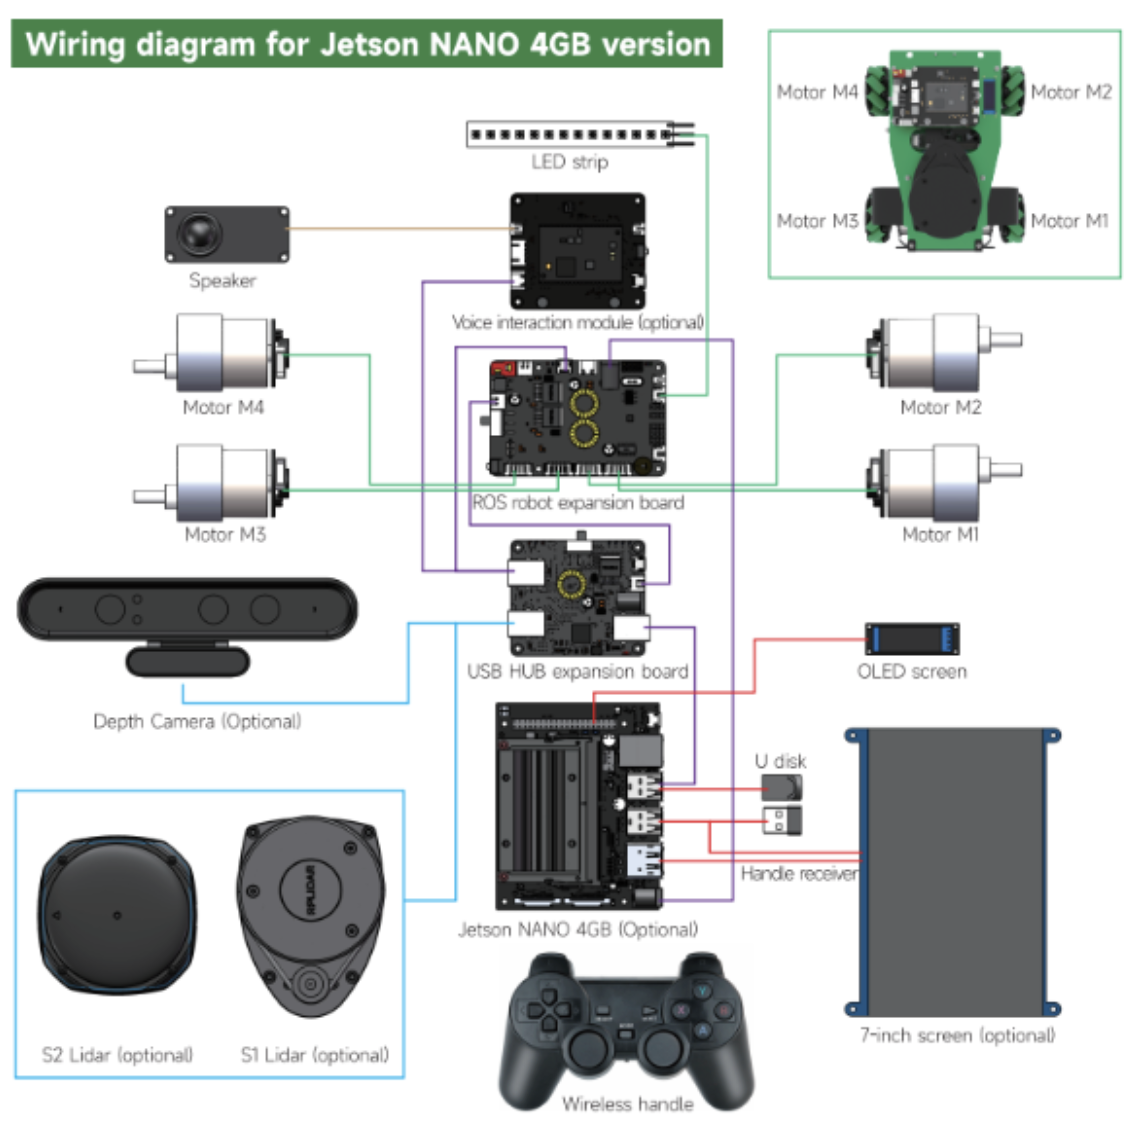 Wiring diagram for Jetson NANO 4GB version
Motor M4
Motor M2
Motor M3
Motor M1
LED strip
Speaker
Voice interaction module (optional)
Motor M4
Motor M2
ROS robot expansion board
Motor M3
Motor M1
USB HUB expansion board
OLED screen
Depth Camera (Optional)
U disk
Handle receiver
RPLIDAR
Jetson NANO 4GB (Optional)
Y
X
A
7-inch screen (optional)
S2 Lidar (optional)
S1 Lidar (optional)
Wireless handle